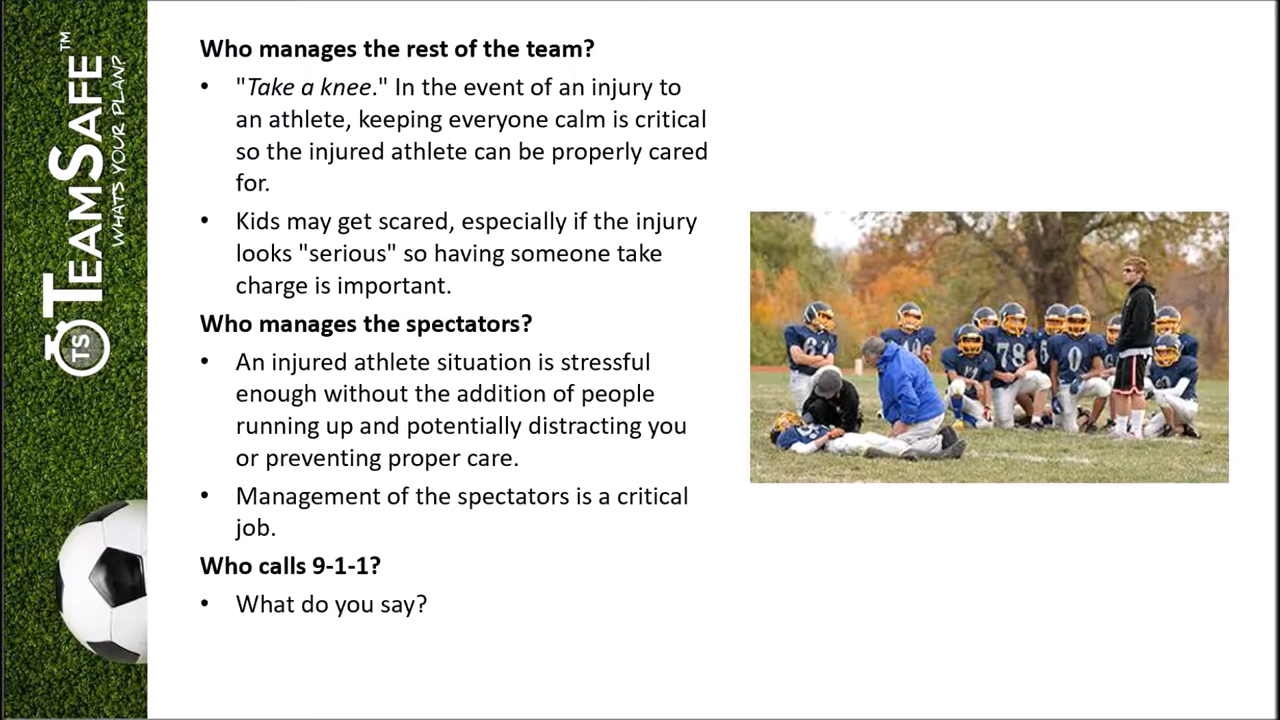 TEAMSAFE™
WHATS YOUR PLAN?
TS
Who manages the rest of the team?
• "Take a knee." In the event of an injury to
an athlete, keeping everyone calm is critical
so the injured athlete can be properly cared
for.
• Kids may get scared, especially if the injury
looks "serious" so having someone take
charge is important.
Who manages the spectators?
• An injured athlete situation is stressful
enough without the addition of people
running up and potentially distracting you
or preventing proper care.
• Management of the spectators is a critical
job.
Who calls 9-1-1?
• What do you say?
78
0